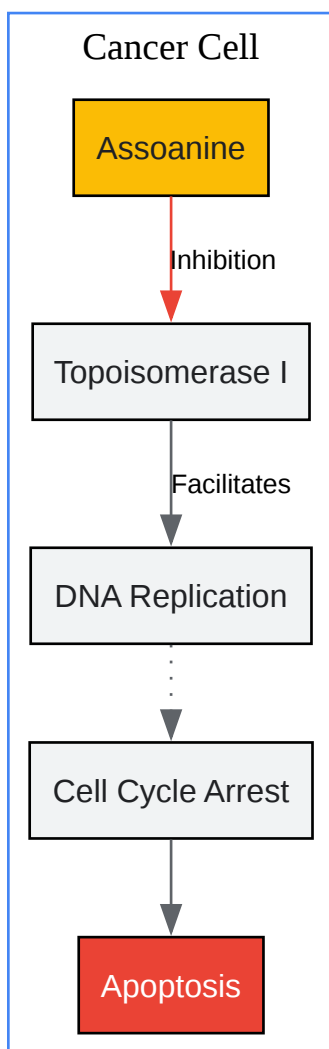 Cancer Cell
Assoanine
Inhibition
Topoisomerase I
Facilitates
DNA Replication
Cell Cycle Arrest
Apoptosis